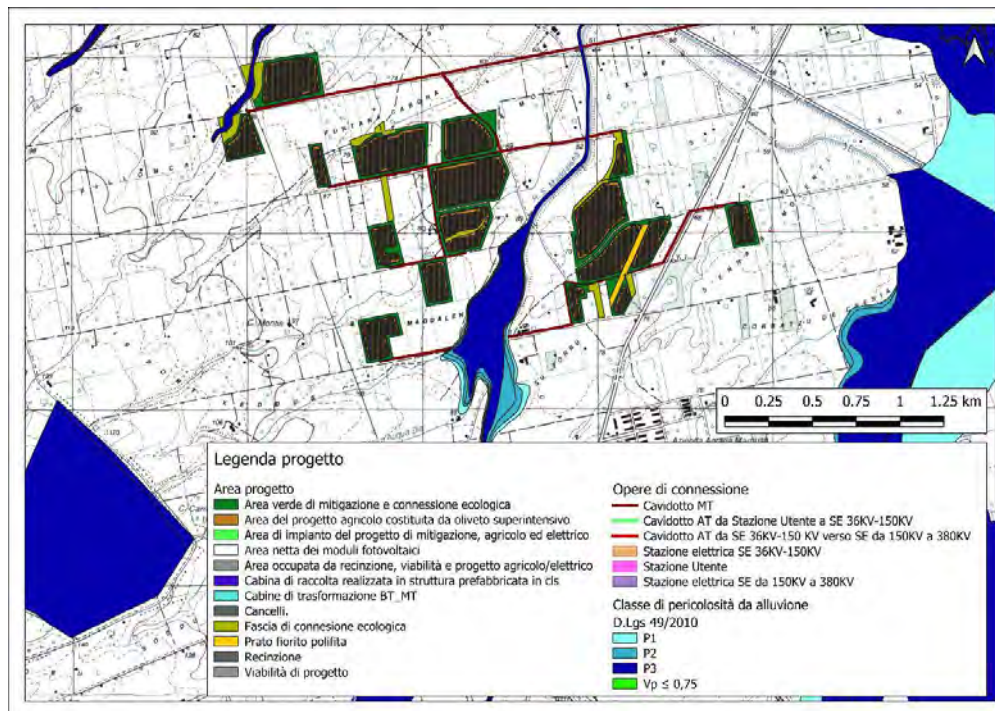 FUNTANA
C. Monse
MADDALEN
0 0.25 0.5 0.75 1 1.25 km
Legenda progetto
Area progetto
Area verde di mitigazione e connessione ecologica
Area del progetto agricolo costituita da oliveto superintensivo
Area di impianto del progetto di mitigazione, agricolo ed elettrico
Area netta dei moduli fotovoltaici
Area occupata da recinzione, viabilità e progetto agricolo/elettrico
Cabina di raccolta realizzata in struttura prefabbricata in cls
Cabine di trasformazione BT_MT
Cancelli.
Fascia di connesione ecologica
Prato fiorito polifita
Recinzione
Viabilità di progetto
Opere di connessione
Cavidotto MT
Cavidotto AT da Stazione Utente a SE 36KV-150KV
Cavidotto AT da SE 36KV-150 KV verso SE da 150KV a 380KV
Stazione elettrica SE 36KV-150KV
Stazione Utente
Stazione elettrica SE da 150KV a 380KV
Classe di pericolosità da alluvione
D.Lgs 49/2010
P1
P2
P3
Vp ≤ 0,75